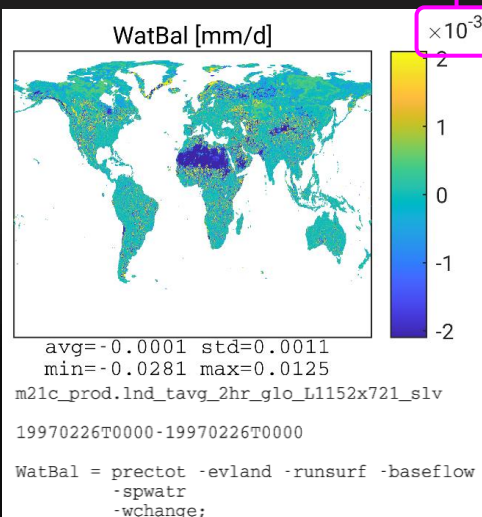 WatBal [mm/d]
×10-3
2
1
0
-1
-2
avg=-0.0001 std=0.0011
min=-0.0281 max=0.0125
m21c_prod.lnd_tavg_2hr_glo_L1152x721_slv
19970226T0000-19970226T0000
WatBal = prectot -evland -runsurf -baseflow
-spwatr
-wchange;